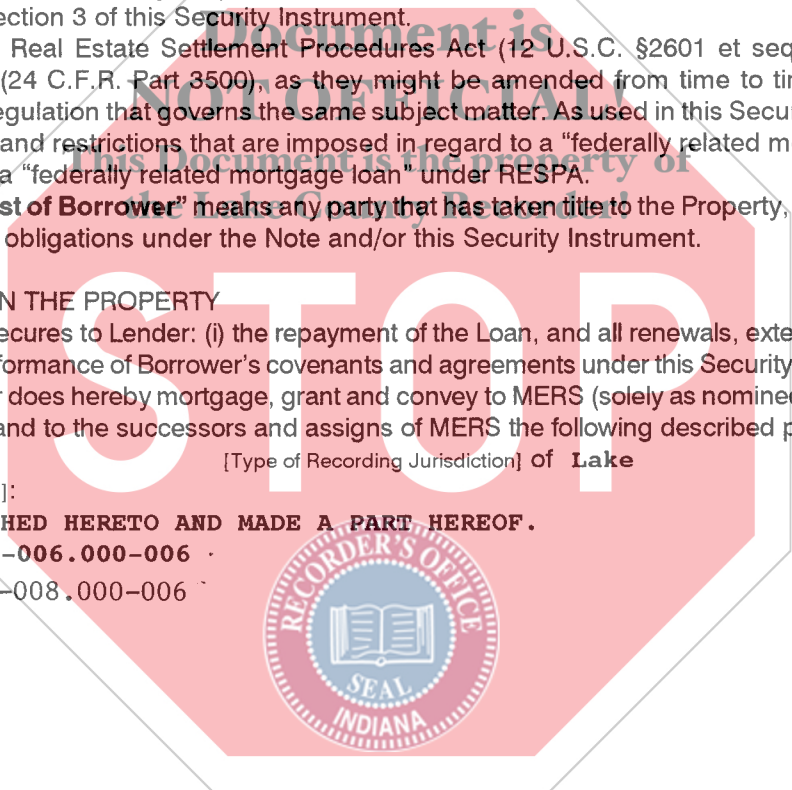 ection 3 of this Security Instrument.
Document is
Real Estate Settlement Procedures Act (12 U.S.C. §2601 et seq
(24 C.F.R. Part 3500), as they might be amended from time to tin
NOT OFFICIAL!
egulation that governs the same subject matter. As used in this Secur
and restrictions that are imposed in regard to a “federally related m
This Document is the property of
a “federally related mortgage loan” under RESPA.
st of Borrower” means any party that has taken title to the Property,
the Lake County Recorder!
obligations under the Note and/or this Security Instrument.
STOP
N THE PROPERTY
ecures to Lender: (i) the repayment of the Loan, and all renewals, exte
formance of Borrower’s covenants and agreements under this Security
r does hereby mortgage, grant and convey to MERS (solely as nominee
and to the successors and assigns of MERS the following described p
[Type of Recording Jurisdiction] of Lake
]:
HED HERETO AND MADE A PART HEREOF.
-006.000-006
-008.000-006
RECORDER'S OFFICE
SEAL
INDIANA